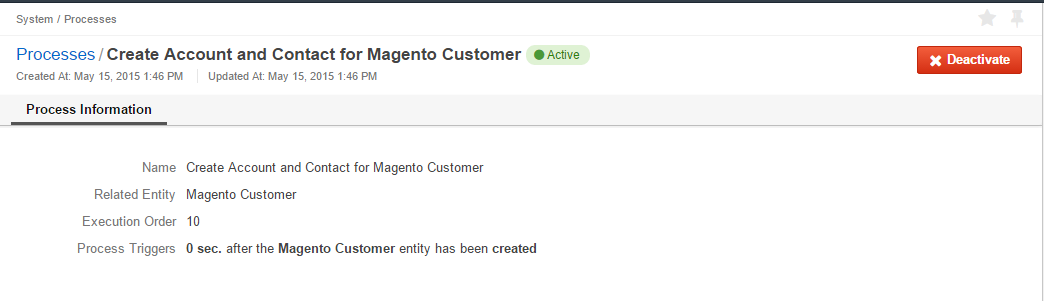 System / Processes
Processes / Create Account and Contact for Magento Customer Active
Created At: May 15, 2015 1:46 PM Updated At: May 15, 2015 1:46 PM
Deactivate
Process Information
Name Create Account and Contact for Magento Customer
Related Entity Magento Customer
Execution Order 10
Process Triggers 0 sec. after the Magento Customer entity has been created